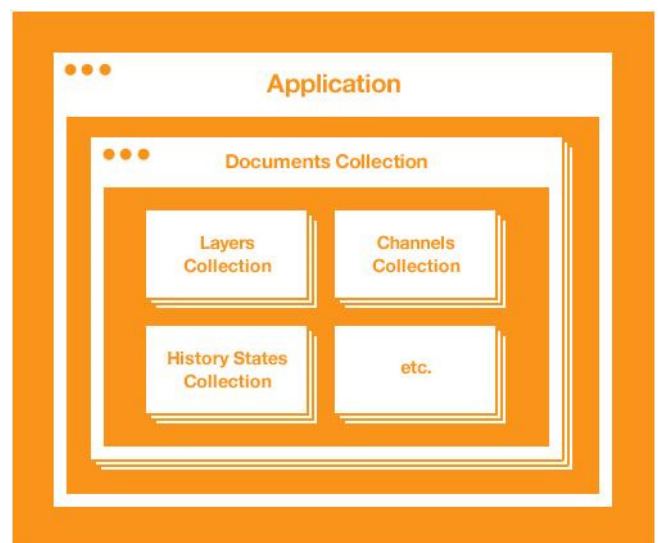 Application
Documents Collection
Layers
Collection
Channels
Collection
History States
Collection
etc.